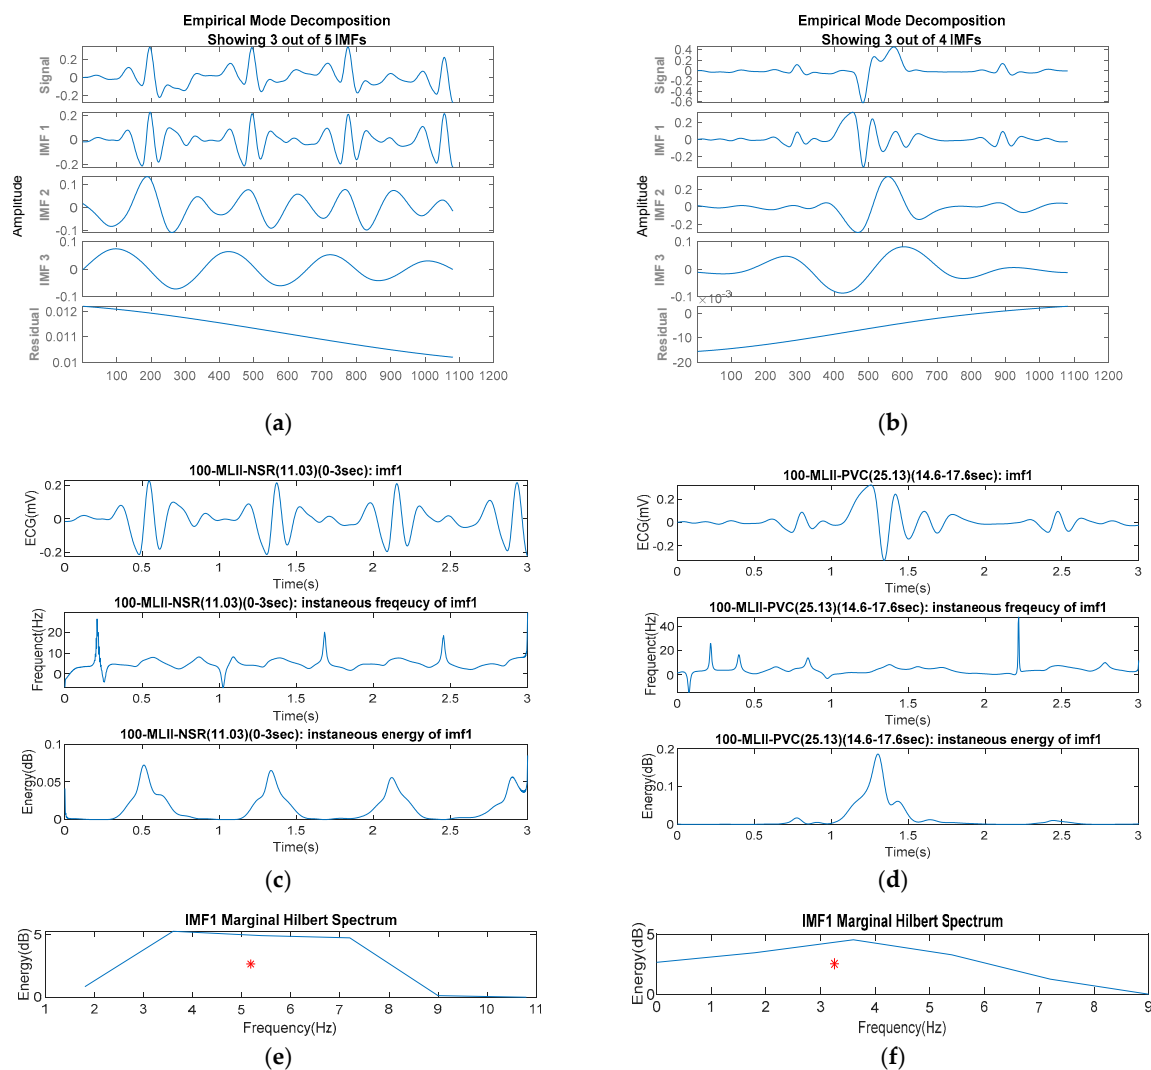 Empirical Mode Decomposition
Showing 3 out of 5 IMFs
Amplitude
Signal
0.2
0
-0.2
IMF 1
0.2
0
-0.2
IMF 2
0.1
0
-0.1
IMF 3
0.1
0
-0.1
Residual
0.012
0.011
0.01
100 200 300 400 500 600 700 800 900 1000 1100 1200
(a)
Empirical Mode Decomposition
Showing 3 out of 4 IMFs
Amplitude
Signal
0.4
0.2
0
-0.2
-0.4
-0.6
IMF 1
0.2
0
-0.2
IMF 2
0.2
0
-0.2
IMF 3
0.1
0
-0.1
×10-3
Residual
0
-10
-20
100 200 300 400 500 600 700 800 900 1000 1100 1200
(b)
100-MLII-NSR(11.03)(0-3sec): imf1
ECG(mV)
0.2
0
-0.2
0 0.5 1 1.5 2 2.5 3
Time(s)
100-MLII-NSR(11.03)(0-3sec): instaneous freqeucy of imf1
Frequenct(Hz)
20
10
0
0 0.5 1 1.5 2 2.5 3
Time(s)
100-MLII-NSR(11.03)(0-3sec): instaneous energy of imf1
Energy(dB)
0.1
0.05
0
0 0.5 1 1.5 2 2.5 3
Time(s)
(c)
100-MLII-PVC(25.13)(14.6-17.6sec): imf1
ECG(mV)
0.2
0
-0.2
0 0.5 1 1.5 2 2.5 3
Time(s)
100-MLII-PVC(25.13)(14.6-17.6sec): instaneous freqeucy of imf1
Frequenct(Hz)
40
20
0
0 0.5 1 1.5 2 2.5 3
Time(s)
100-MLII-PVC(25.13)(14.6-17.6sec): instaneous energy of imf1
Energy(dB)
0.2
0.1
0
0 0.5 1 1.5 2 2.5 3
Time(s)
(d)
IMF1 Marginal Hilbert Spectrum
Energy(dB)
5
0
1 2 3 4 5 6 7 8 9 10 11
Frequency(Hz)
(e)
IMF1 Marginal Hilbert Spectrum
Energy(dB)
5
0
0 1 2 3 4 5 6 7 8 9
Frequency(Hz)
(f)